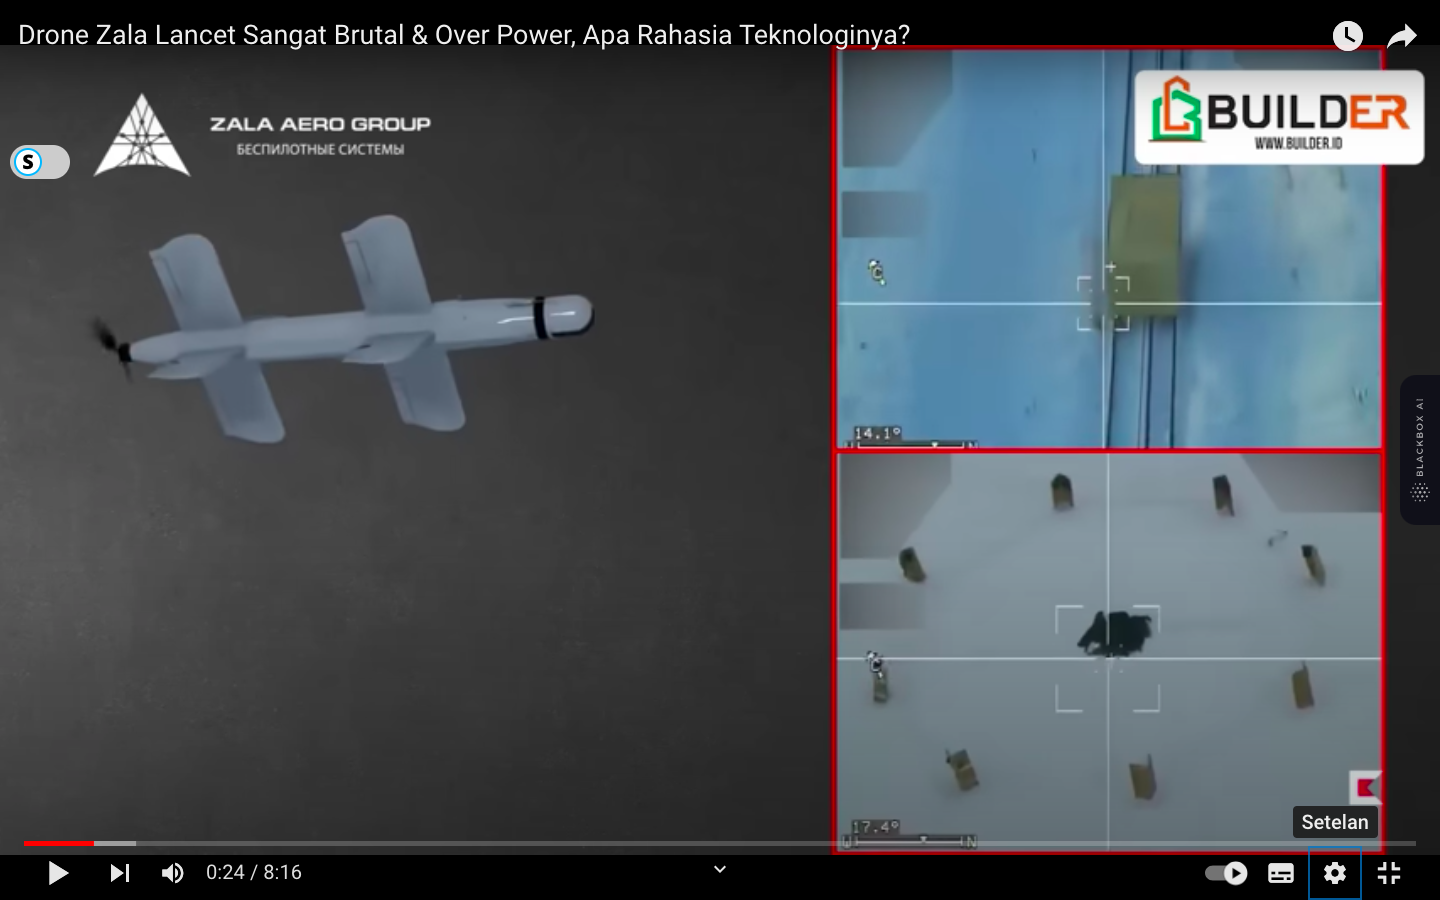 Drone Zala Lancet Sangat Brutal & Over Power, Apa Rahasia Teknologinya?
BUILDER
WWW.BUILDER.ID
ZALA AERO GROUP
БЕСПИЛОТНЫЕ СИСТЕМЫ
S
C
14.1°
N
BLACKBOX AI
C
17.4°
W N
Setelan
0:24 / 8:16